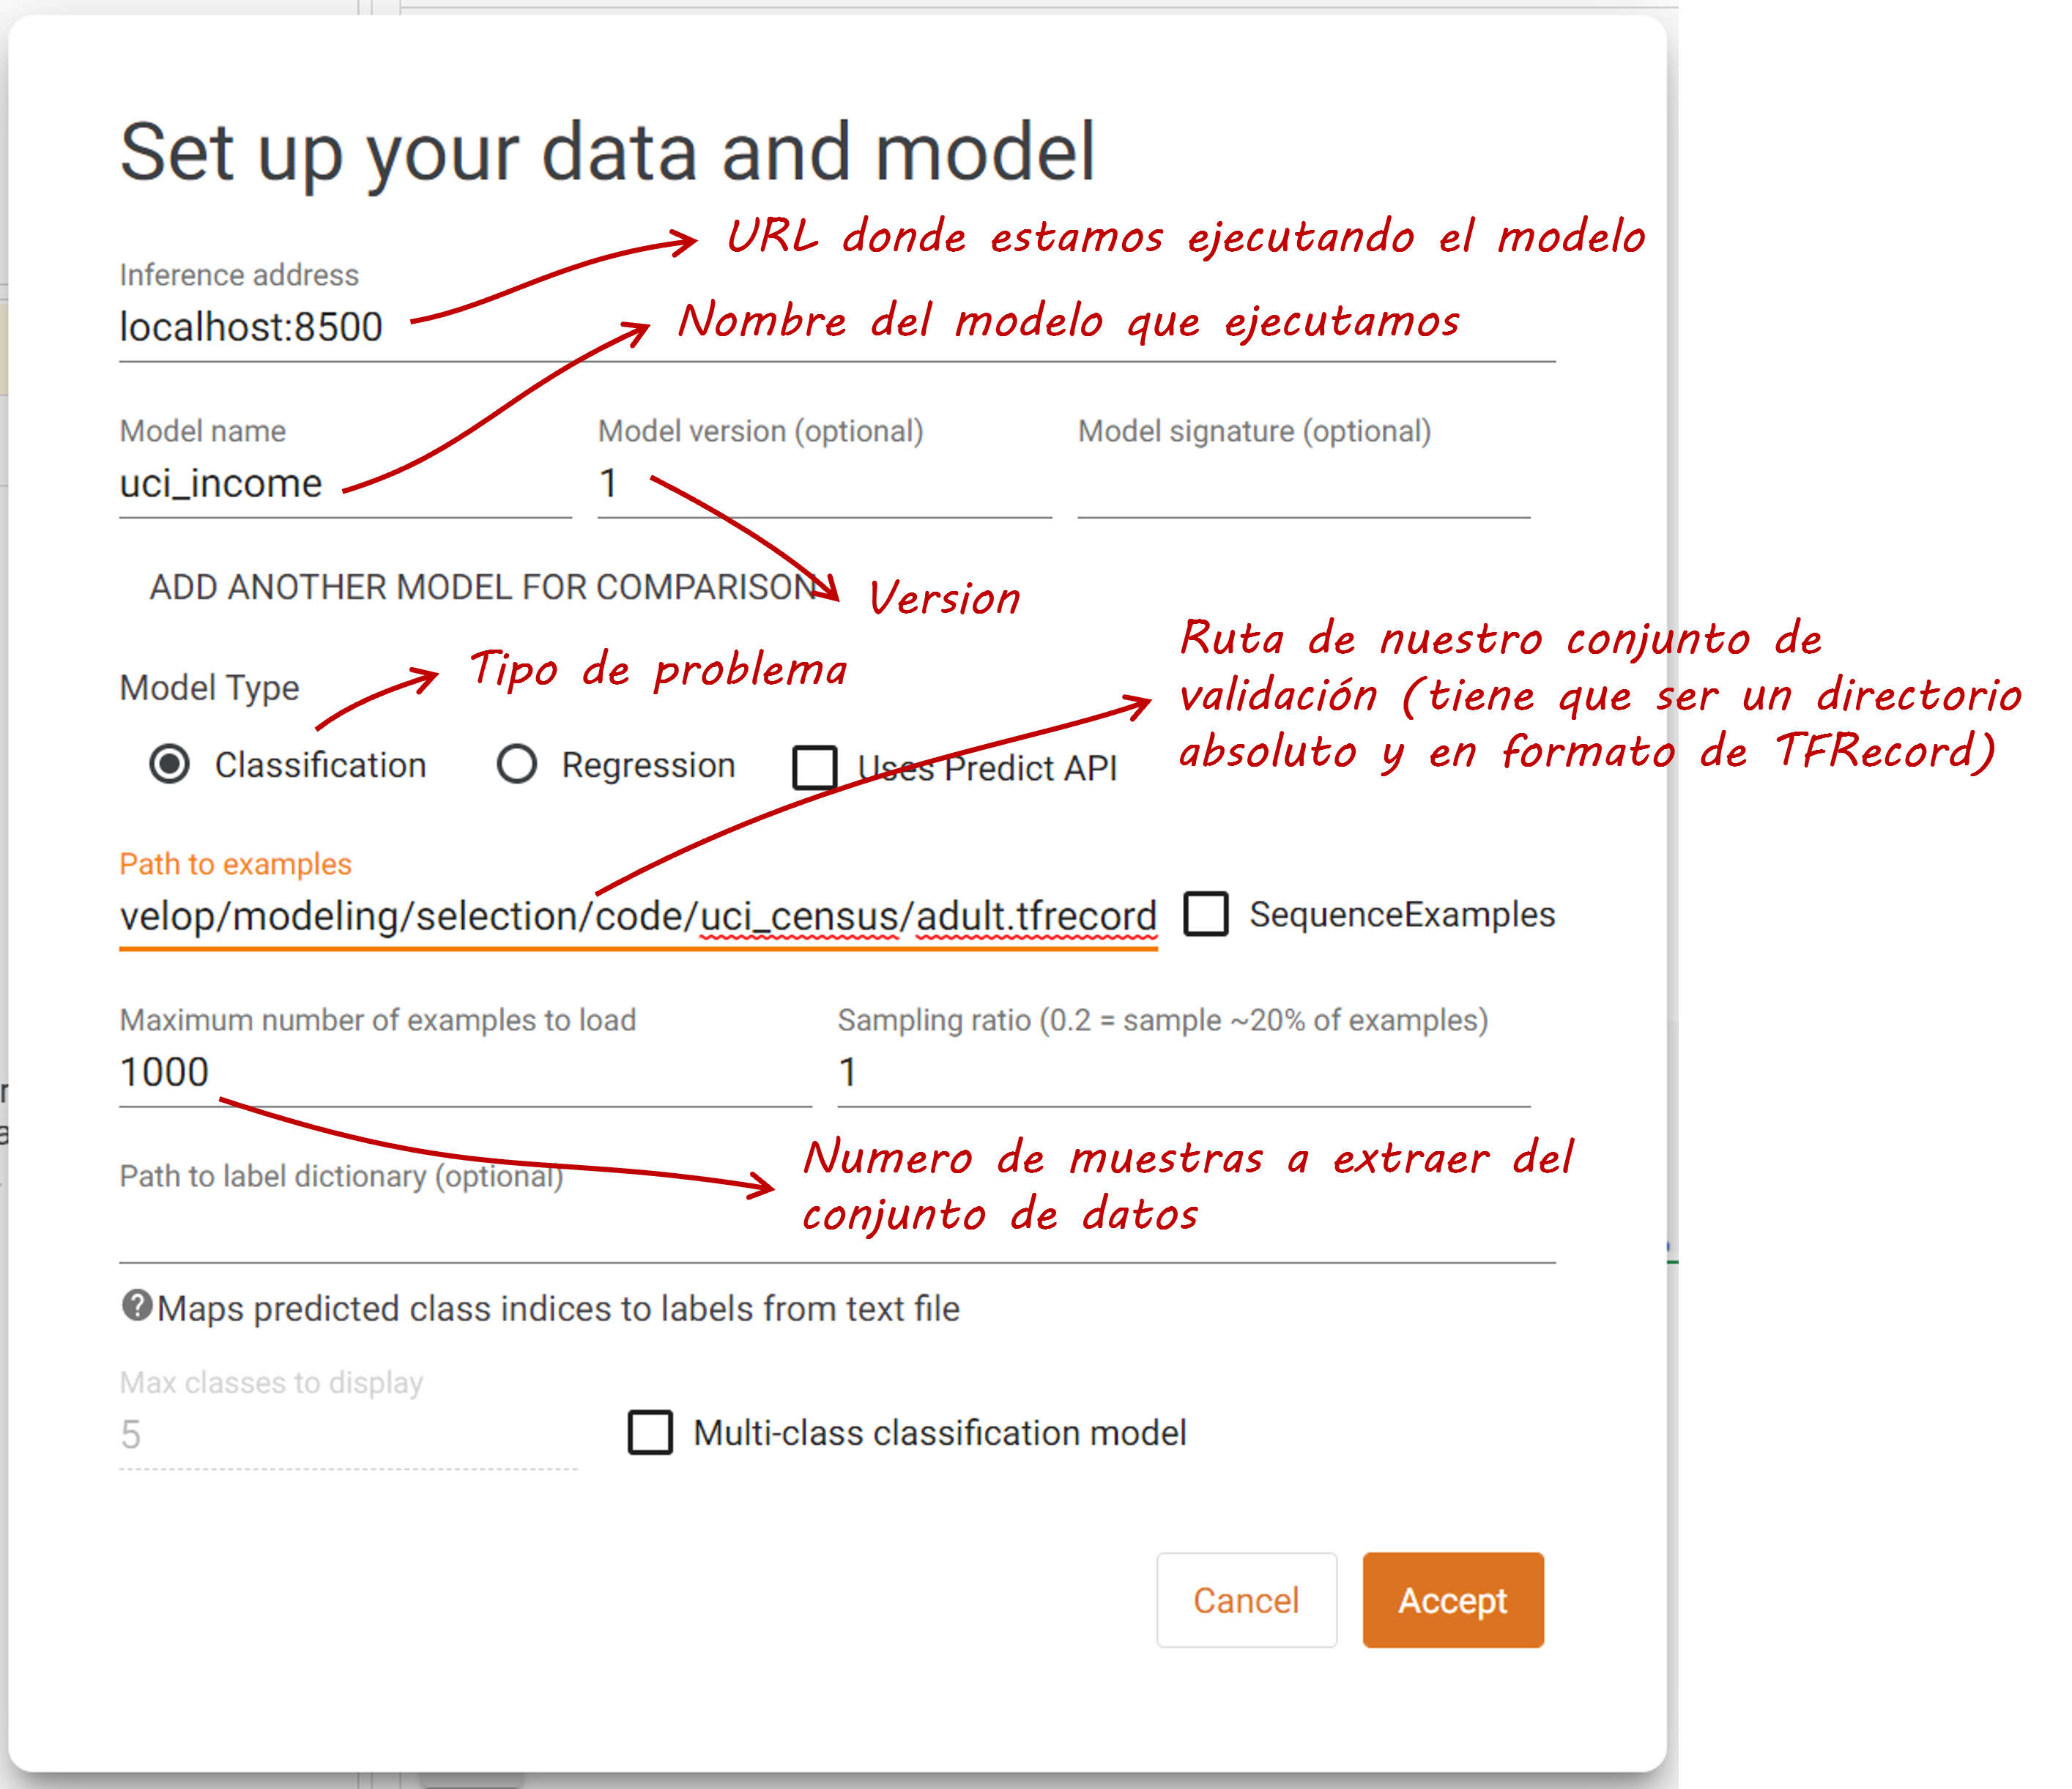 Set up your data and model
URL donde estamos ejecutando el modelo
Inference address
localhost:8500
Nombre del modelo que ejecutamos
Model name
Model version (optional)
Model signature (optional)
uci_income
1
ADD ANOTHER MODEL FOR COMPARISON
Version
Model Type
Tipo de problema
Ruta de nuestro conjunto de
validación (tiene que ser un directorio
absoluto y en formato de TFRecord)
Classification
Regression
Uses Predict API
Path to examples
velop/modeling/selection/code/uci_census/adult.tfrecord
SequenceExamples
Maximum number of examples to load
Sampling ratio (0.2 = sample ~20% of examples)
1000
1
Numero de muestras a extraer del
conjunto de datos
Path to label dictionary (optional)
Maps predicted class indices to labels from text file
Max classes to display
5
Multi-class classification model
Cancel
Accept